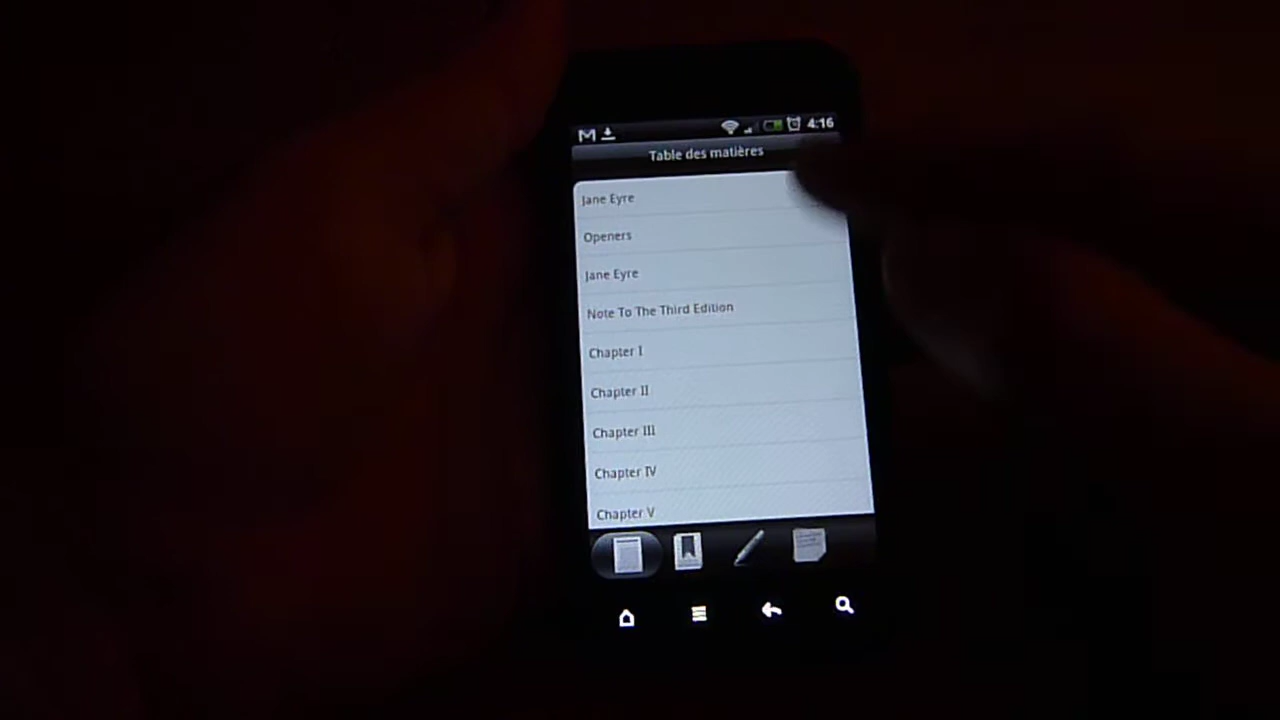 4:16
Table des matières
Jane Eyre
Openers
Jane Eyre
Note To The Third Edition
Chapter I
Chapter II
Chapter III
Chapter IV
Chapter V